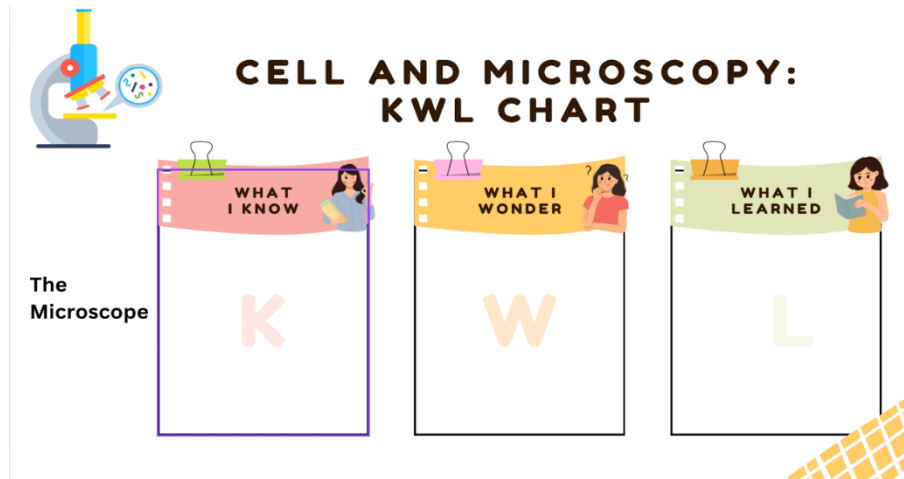 CELL AND MICROSCOPY:
KWL CHART
WHAT
I KNOW
WHAT I
WONDER
WHAT I
LEARNED
The
Microscope
K
W
L